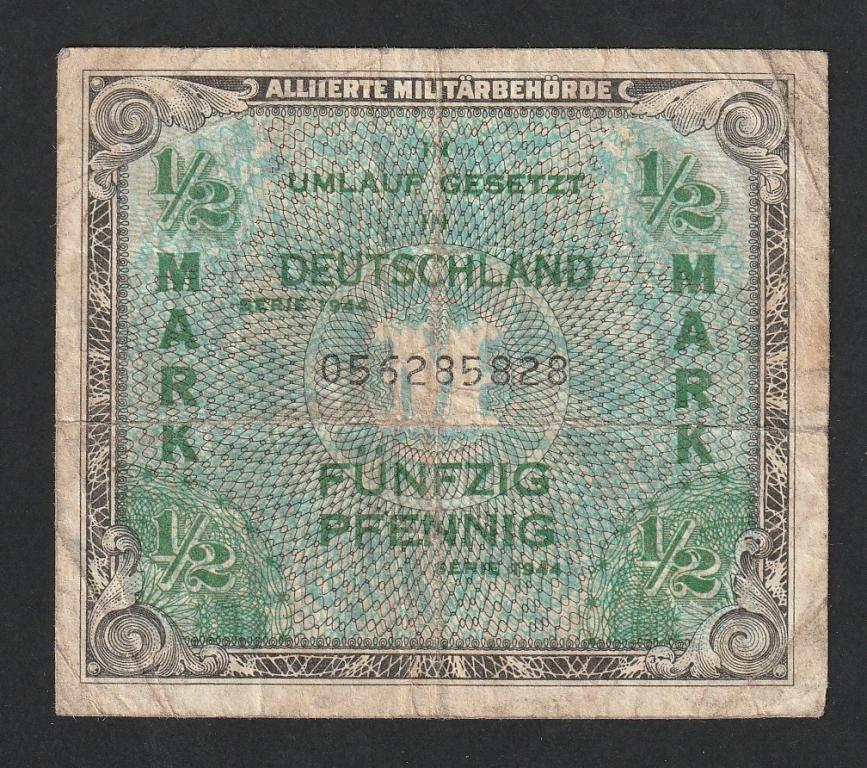 ALLIIERTE MILITÄRBEHÖRDE
1/2 1/2
IN
UMLAUF GESETZT
IN
DEUTSCHLAND
SERIE 1944
MARK MARK
056285828
FÜNFZIG
PFENNIG
SERIE 1944
1/2 1/2